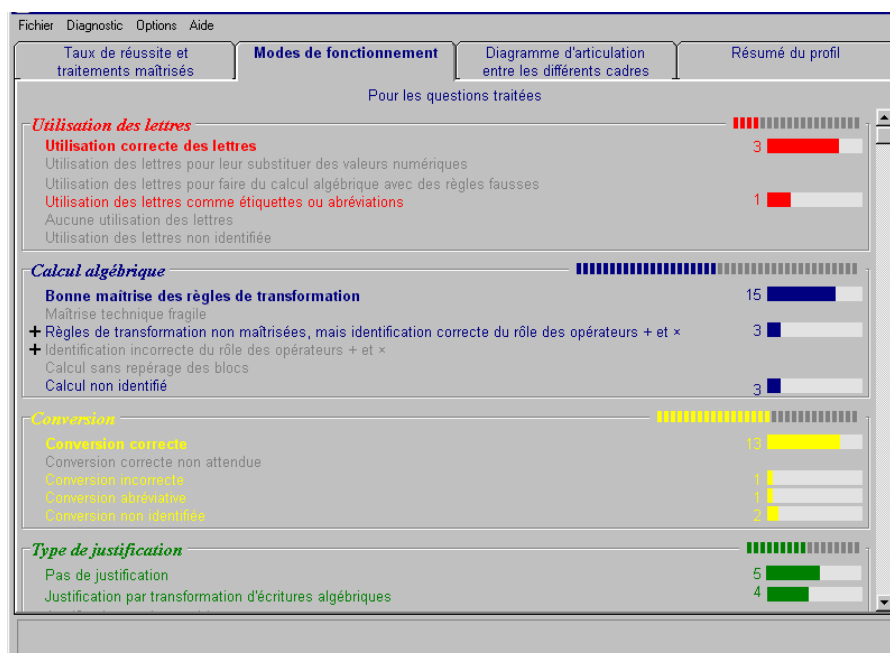 Fichier Diagnostic Options Aide
Taux de réussite et traitements maîtrisés
Modes de fonctionnement
Diagramme d'articulation entre les différents cadres
Résumé du profil
Pour les questions traitées
Utilisation des lettres
Utilisation correcte des lettres 3
Utilisation des lettres pour leur substituer des valeurs numériques
Utilisation des lettres pour faire du calcul algébrique avec des règles fausses
Utilisation des lettres comme étiquettes ou abréviations 1
Aucune utilisation des lettres
Utilisation des lettres non identifiée
Calcul algébrique
Bonne maîtrise des règles de transformation 15
Maîtrise technique fragile
+ Règles de transformation non maîtrisées, mais identification correcte du rôle des opérateurs + et × 3
+ Identification incorrecte du rôle des opérateurs + et ×
Calcul sans repérage des blocs
Calcul non identifié 3
Conversion
Conversion correcte 13
Conversion correcte non attendue
Conversion incorrecte 1
Conversion abréviative 1
Conversion non identifiée 2
Type de justification
Pas de justification 5
Justification par transformation d'écritures algébriques 4